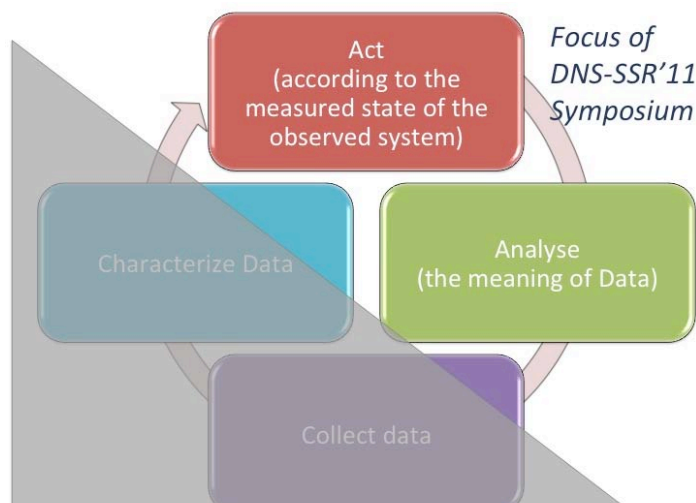 Act
(according to the
measured state of the
observed system)
Focus of
DNS-SSR'11
Symposium
Characterize Data
Analyse
(the meaning of Data)
Collect data